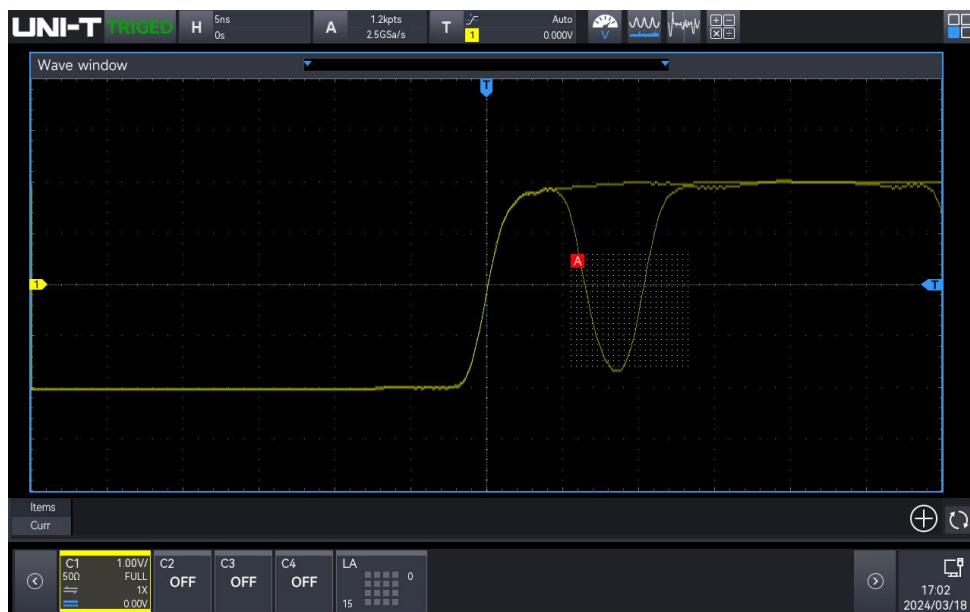 UNI-T TRIGED H 5ns 0s A 1.2kpts 2.5GSa/s T 1 Auto 0.000V V
Wave window
T
A
1 T
Items
Curr
C1 1.00V/ 50Ω FULL 1X 0.00V
C2 OFF
C3 OFF
C4 OFF
LA 0 15
17:02
2024/03/18